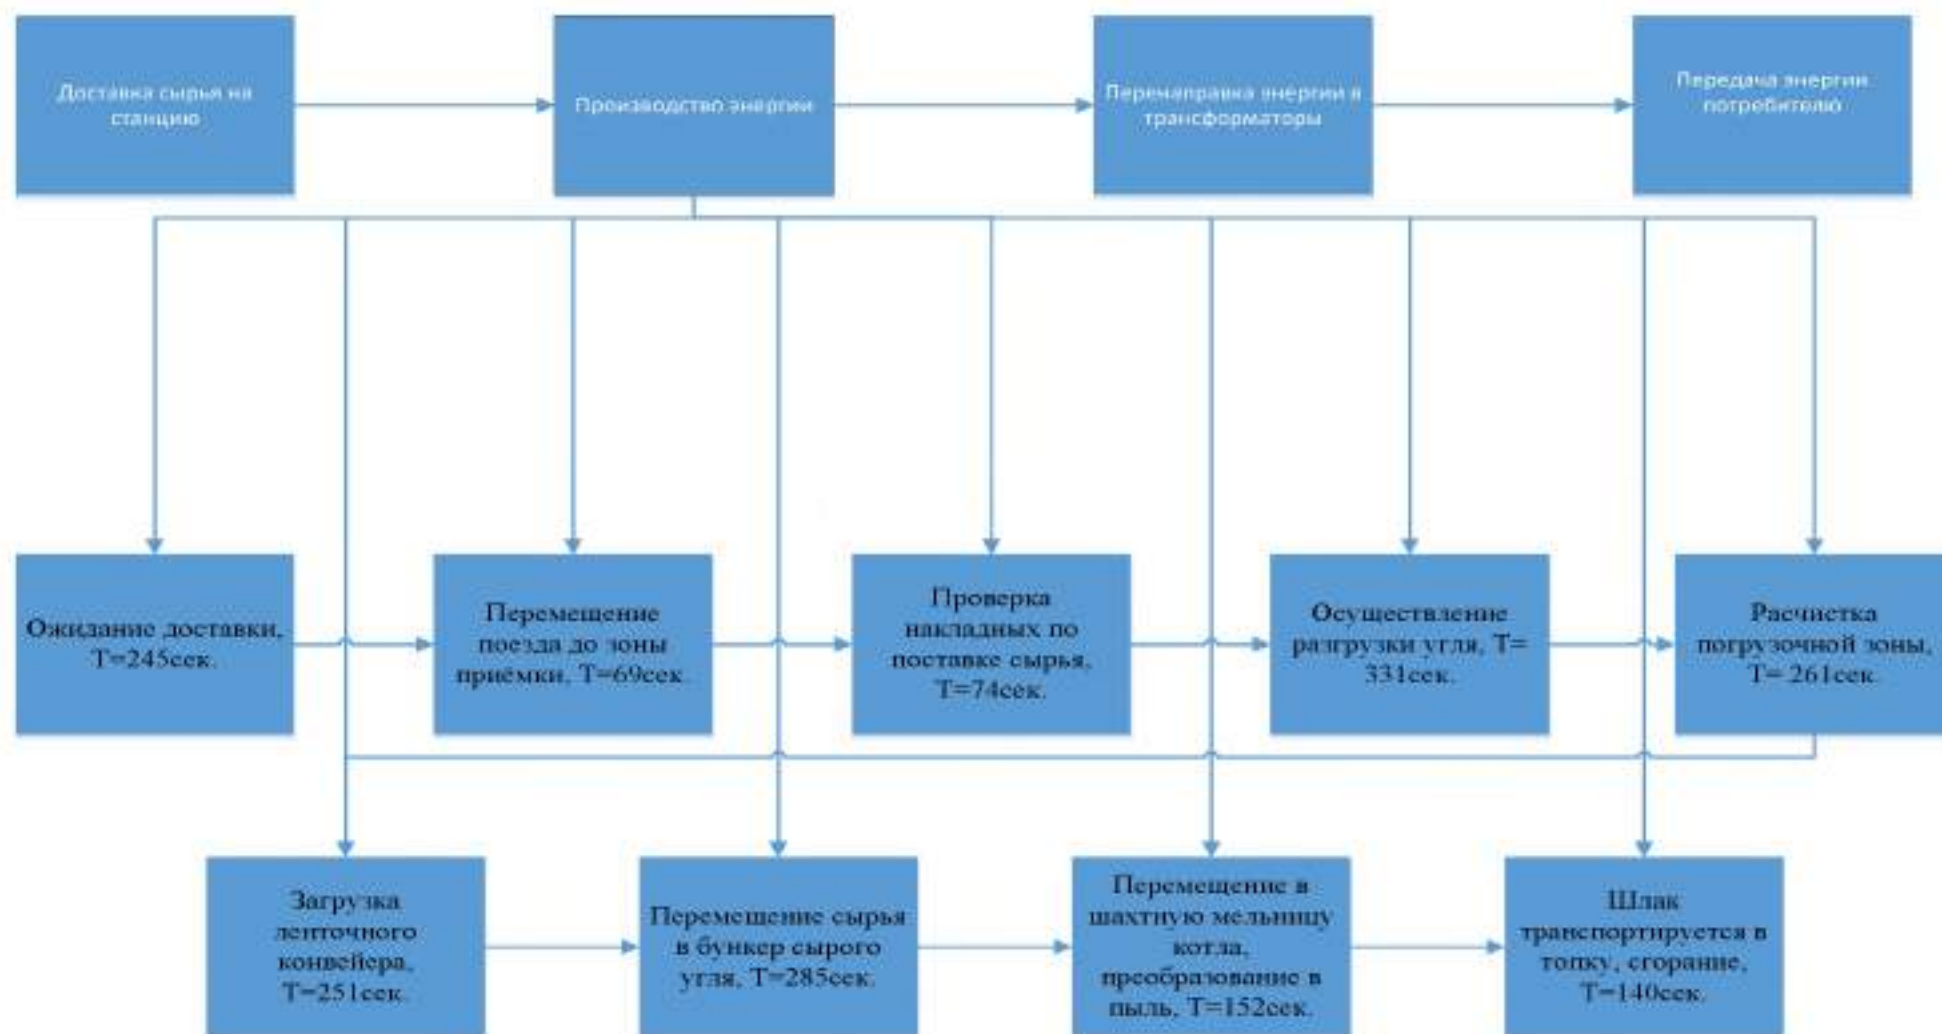 Доставка сырья на
станцию
Производство энергии
Перенаправка энергии в
трансформаторы
Передача энергии
потребителю
Ожидание доставки,
Т=245сек.
Перемещение
поезда до зоны
приёмки, Т=69сек.
Проверка
накладных по
поставке сырья,
Т=74сек.
Осуществление
разгрузки угля, Т=
331сек.
Расчистка
погрузочной зоны,
Т= 261сек.
Загрузка
ленточного
конвейера,
Т=251сек.
Перемещение сырья
в бункер сырого
угля, Т=285сек.
Перемещение в
шахтную мельницу
котла,
преобразование в
пыль, Т=152сек.
Шлак
транспортируется в
топку, сгорание,
Т=140сек.